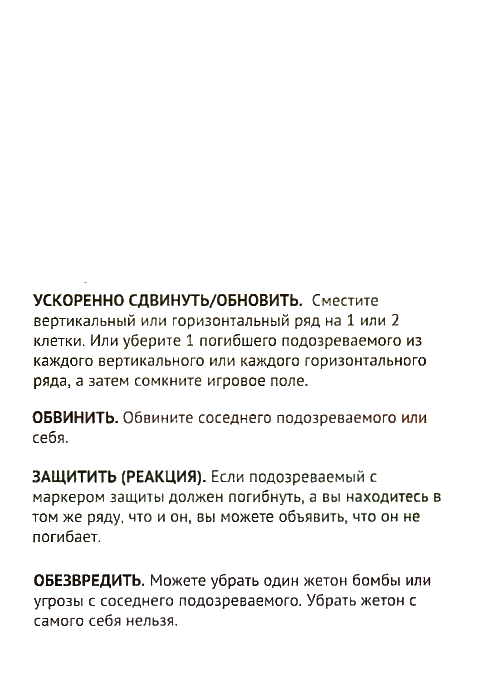 УСКОРЕННО СДВИНУТЬ/ОБНОВИТЬ. Сместите
вертикальный или горизонтальный ряд на 1 или 2
клетки. Или уберите 1 погибшего подозреваемого из
каждого вертикального или каждого горизонтального
ряда, а затем сомкните игровое поле.
ОБВИНИТЬ. Обвините соседнего подозреваемого или
себя.
ЗАЩИТИТЬ (РЕАКЦИЯ). Если подозреваемый с
маркером защиты должен погибнуть, а вы находитесь в
том же ряду, что и он, вы можете объявить, что он не
погибает.
ОБЕЗВРЕДИТЬ. Можете убрать один жетон бомбы или
угрозы с соседнего подозреваемого. Убрать жетон с
самого себя нельзя.